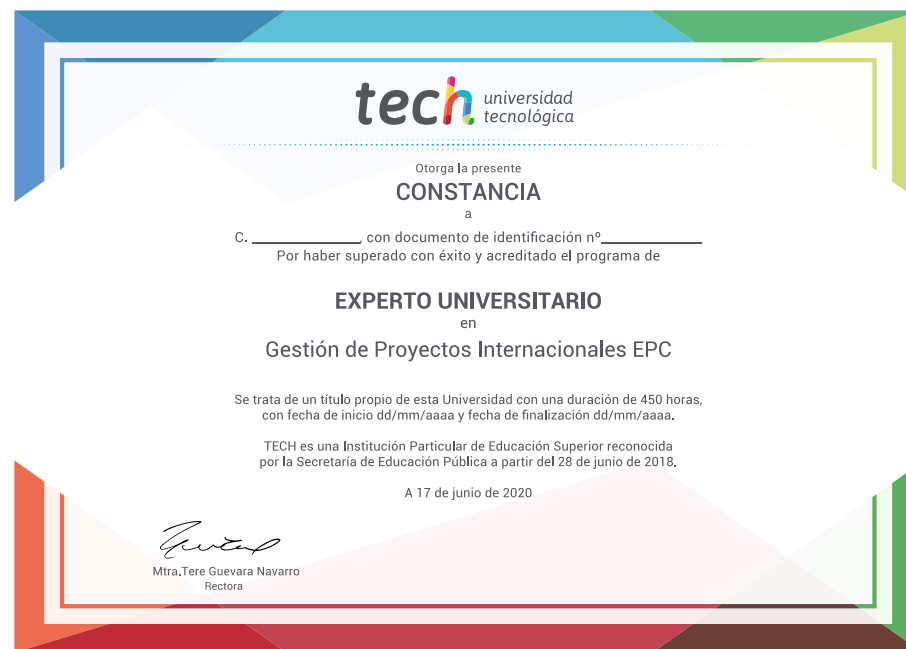 tech universidad
tecnológica
Otorga la presente
CONSTANCIA
a
C. ____________, con documento de identificación nº___________
Por haber superado con éxito y acreditado el programa de
EXPERTO UNIVERSITARIO
en
Gestión de Proyectos Internacionales EPC
Se trata de un título propio de esta Universidad con una duración de 450 horas,
con fecha de inicio dd/mm/aaaa y fecha de finalización dd/mm/aaaa.
TECH es una Institución Particular de Educación Superior reconocida
por la Secretaría de Educación Pública a partir del 28 de junio de 2018.
A 17 de junio de 2020
Mtra.Tere Guevara Navarro
Rectora